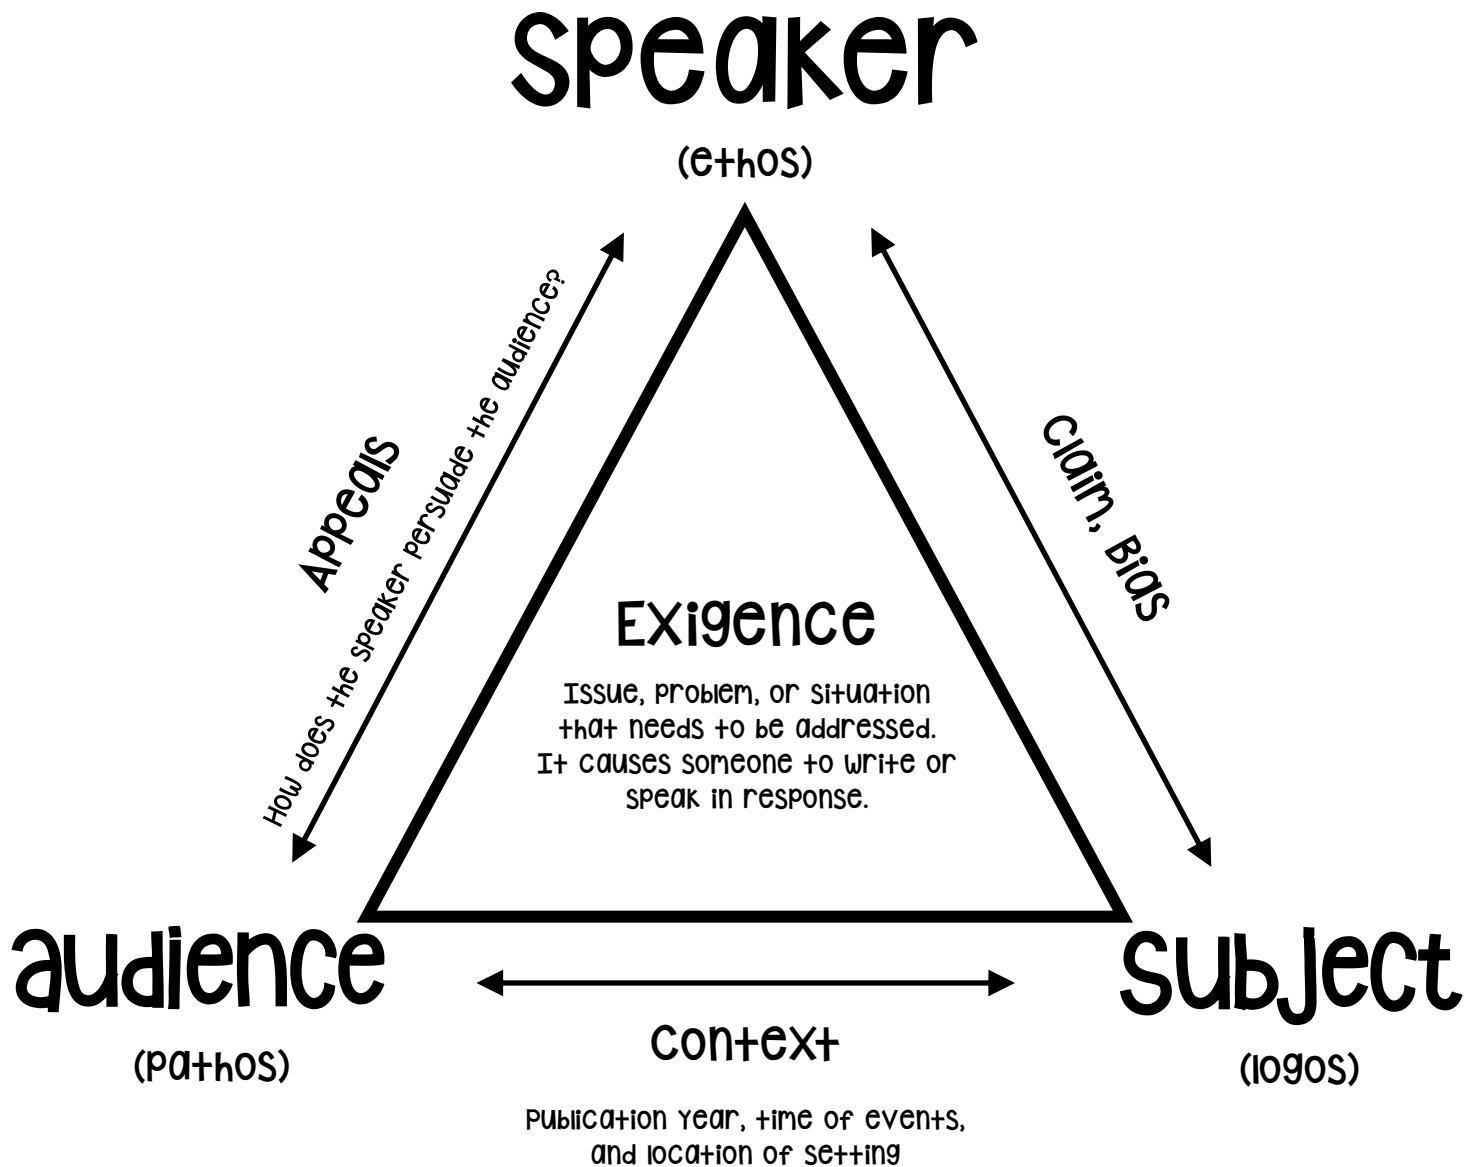 Speaker
(ethos)
Appeals
How does the speaker persuade the audience?
Claim, Bias
Exigence
Issue, problem, or situation
that needs to be addressed.
It causes someone to write or
speak in response.
audience
(pathos)
Subject
(logos)
Context
Publication year, time of events,
and location of setting